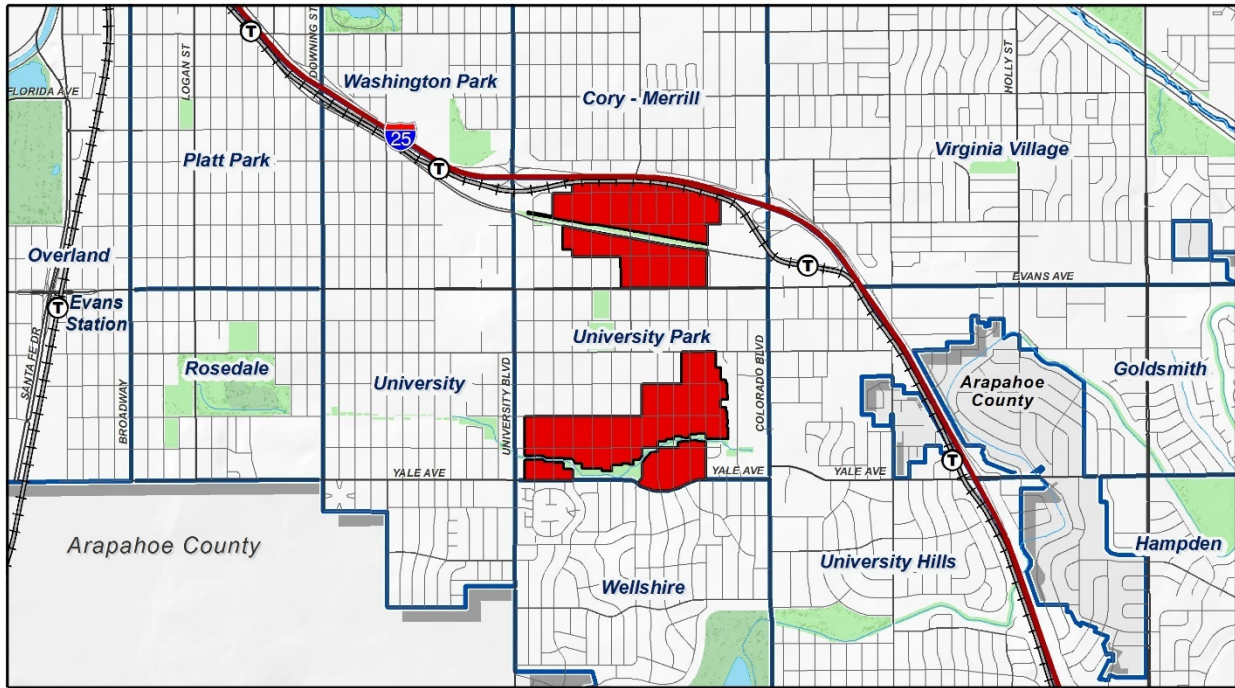 DOWNING ST
LOGAN ST
HOLLY ST
FLORIDA AVE
Washington Park
Cory - Merrill
25
Platt Park
Virginia Village
T
T
T
T
T
Overland
EVANS AVE
Evans
Station
SANTA FE DR
BROADWAY
Rosedale
University
UNIVERSITY BLVD
University Park
COLORADO BLVD
Arapahoe
County
Goldsmith
YALE AVE
YALE AVE
YALE AVE
Arapahoe County
Wellshire
University Hills
Hampden